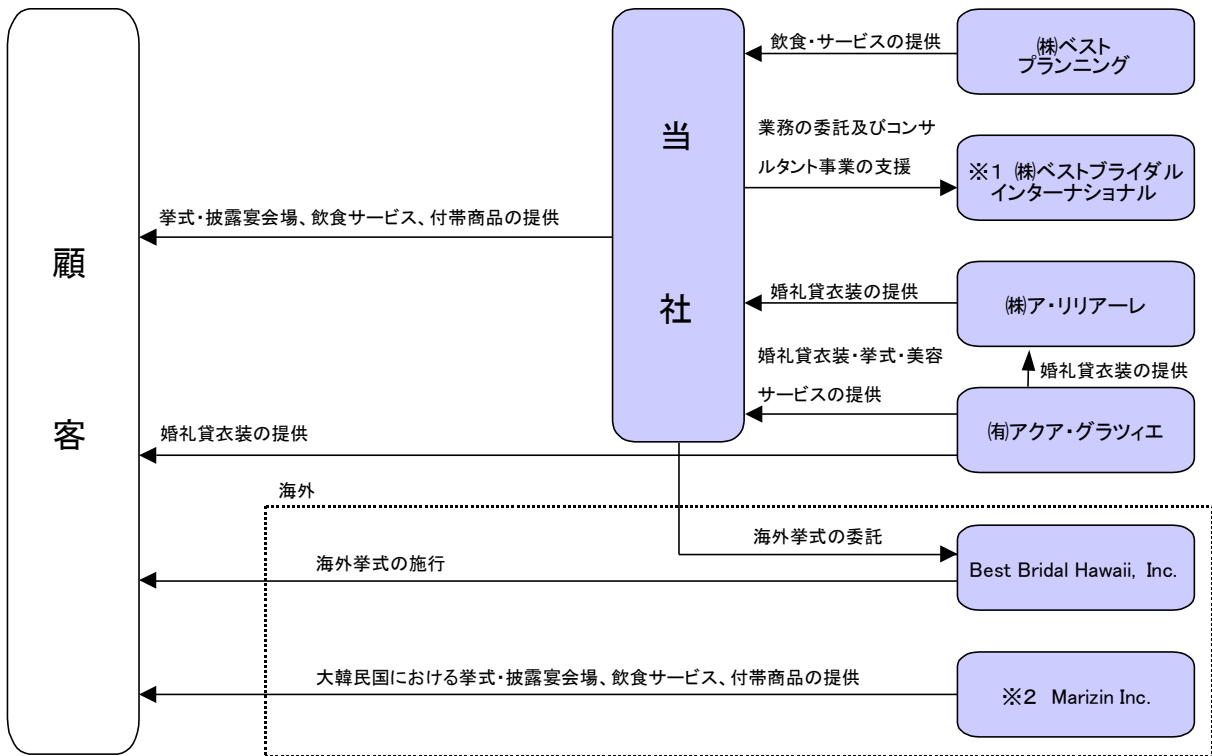 飲食・サービスの提供
㈱ベスト
プランニング
当
社
業務の委託及びコンサ
ルタント事業の支援
※1 ㈱ベストブライダル
インターナショナル
挙式・披露宴会場、飲食サービス、付帯商品の提供
顧
客
婚礼貸衣装の提供
㈱ア・リリアーレ
婚礼貸衣装・挙式・美容
サービスの提供
婚礼貸衣装の提供
㈲アクア・グラツィエ
婚礼貸衣装の提供
海外
海外挙式の委託
海外挙式の施行
Best Bridal Hawaii, Inc.
大韓民国における挙式・披露宴会場、飲食サービス、付帯商品の提供
※2 Marizin Inc.